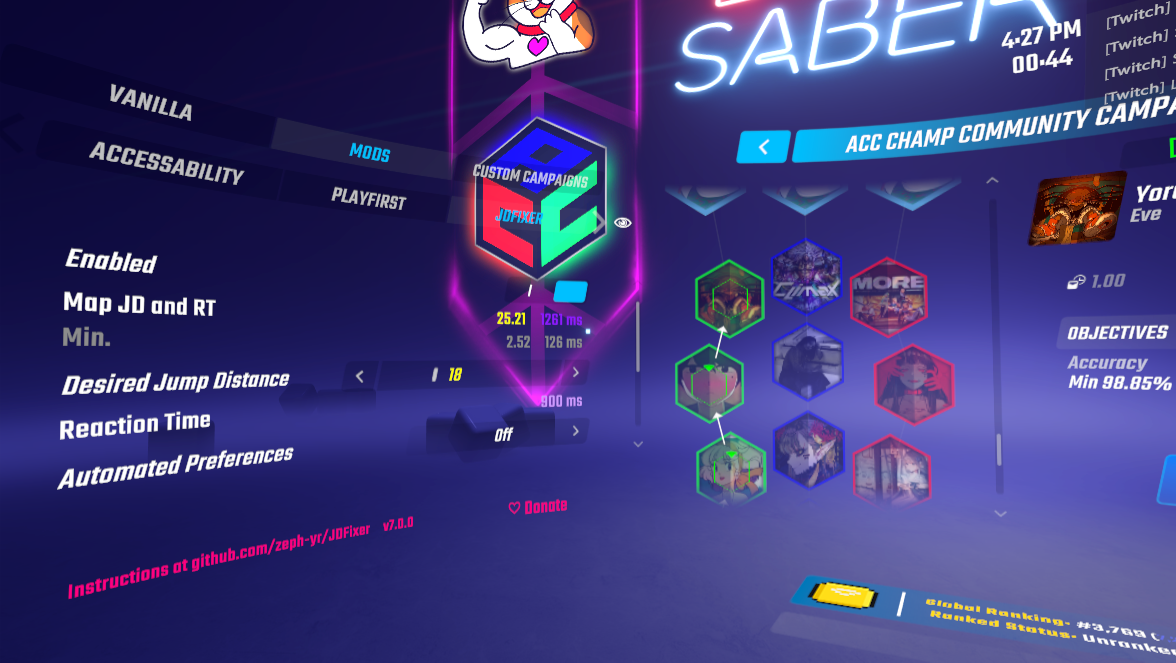 SABER
4:27 PM
00:44
[Twitch]
[Twitch]
[Twitch]
[Twitch]
VANILLA
MODS
ACCESSABILITY
PLAYFIRST
CUSTOM CAMPAIGNS
JDFIXER
ACC CHAMP COMMUNITY CAMPA
Enabled
Map JD and RT
25.21 1261 ms
Min.
2.52 126 ms
Desired Jump Distance
18
Reaction Time
900 ms
Automated Preferences
Off
Donate
Instructions at github.com/zeph-yr/JDFixer v7.0.0
Climax
MORE
Eve
1.00
OBJECTIVES
Accuracy
Min 98.85%
Global Ranking- #3,769
Ranked Status- Unranke